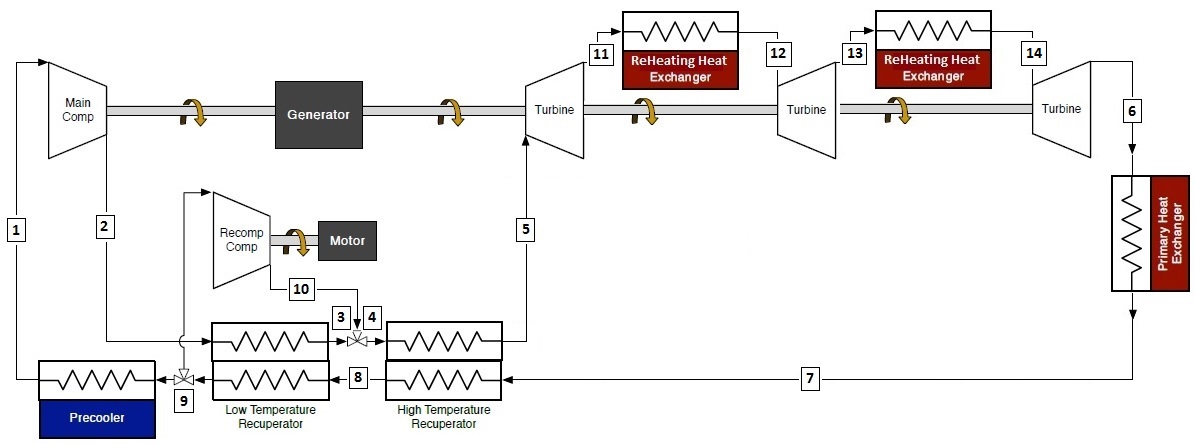 ReHeating Heat
Exchanger
ReHeating Heat
Exchanger
11
12
13
14
Main
Comp
Generator
Turbine
Turbine
Turbine
6
1
2
Recomp
Comp
Motor
5
Primary Heat
Exchanger
10
3
4
8
7
9
Precooler
Low Temperature
Recuperator
High Temperature
Recuperator